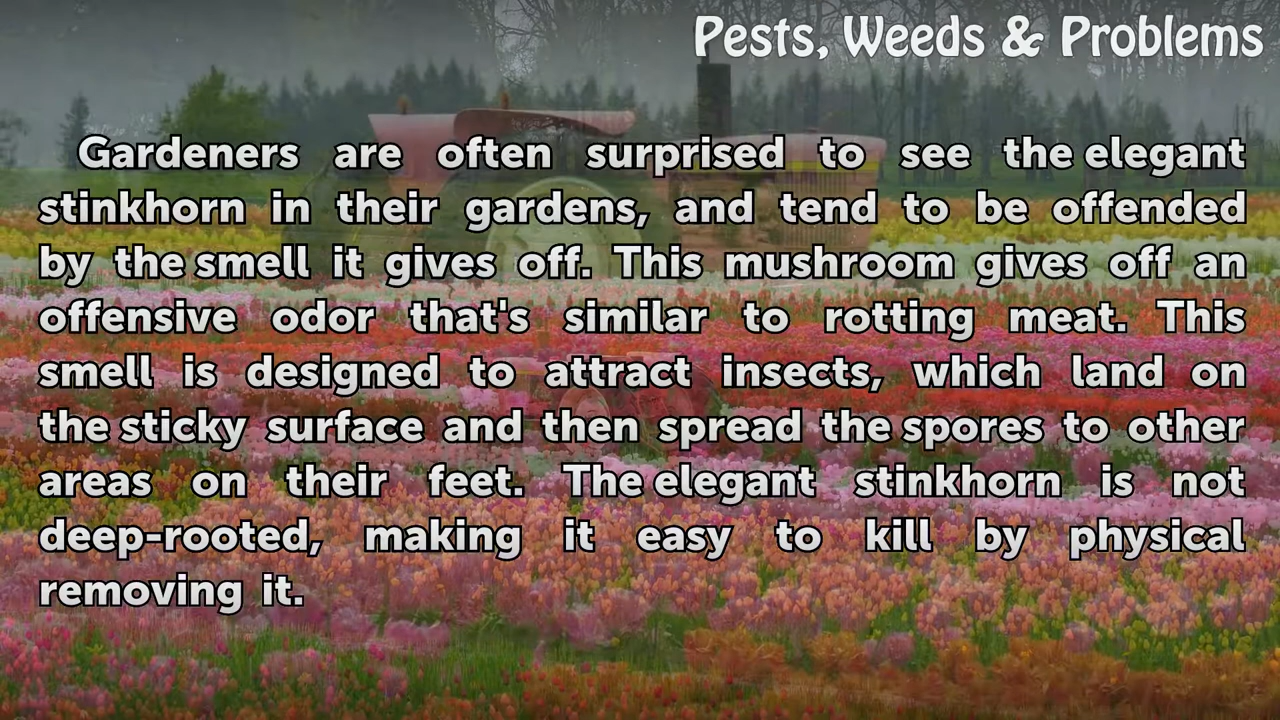 Pests, Weeds & Problems
Gardeners are often surprised to see the elegant
stinkhorn in their gardens, and tend to be offended
by the smell it gives off. This mushroom gives off an
offensive odor that's similar to rotting meat. This
smell is designed to attract insects, which land on
the sticky surface and then spread the spores to other
areas on their feet. The elegant stinkhorn is not
deep-rooted, making it easy to kill by physical
removing it.